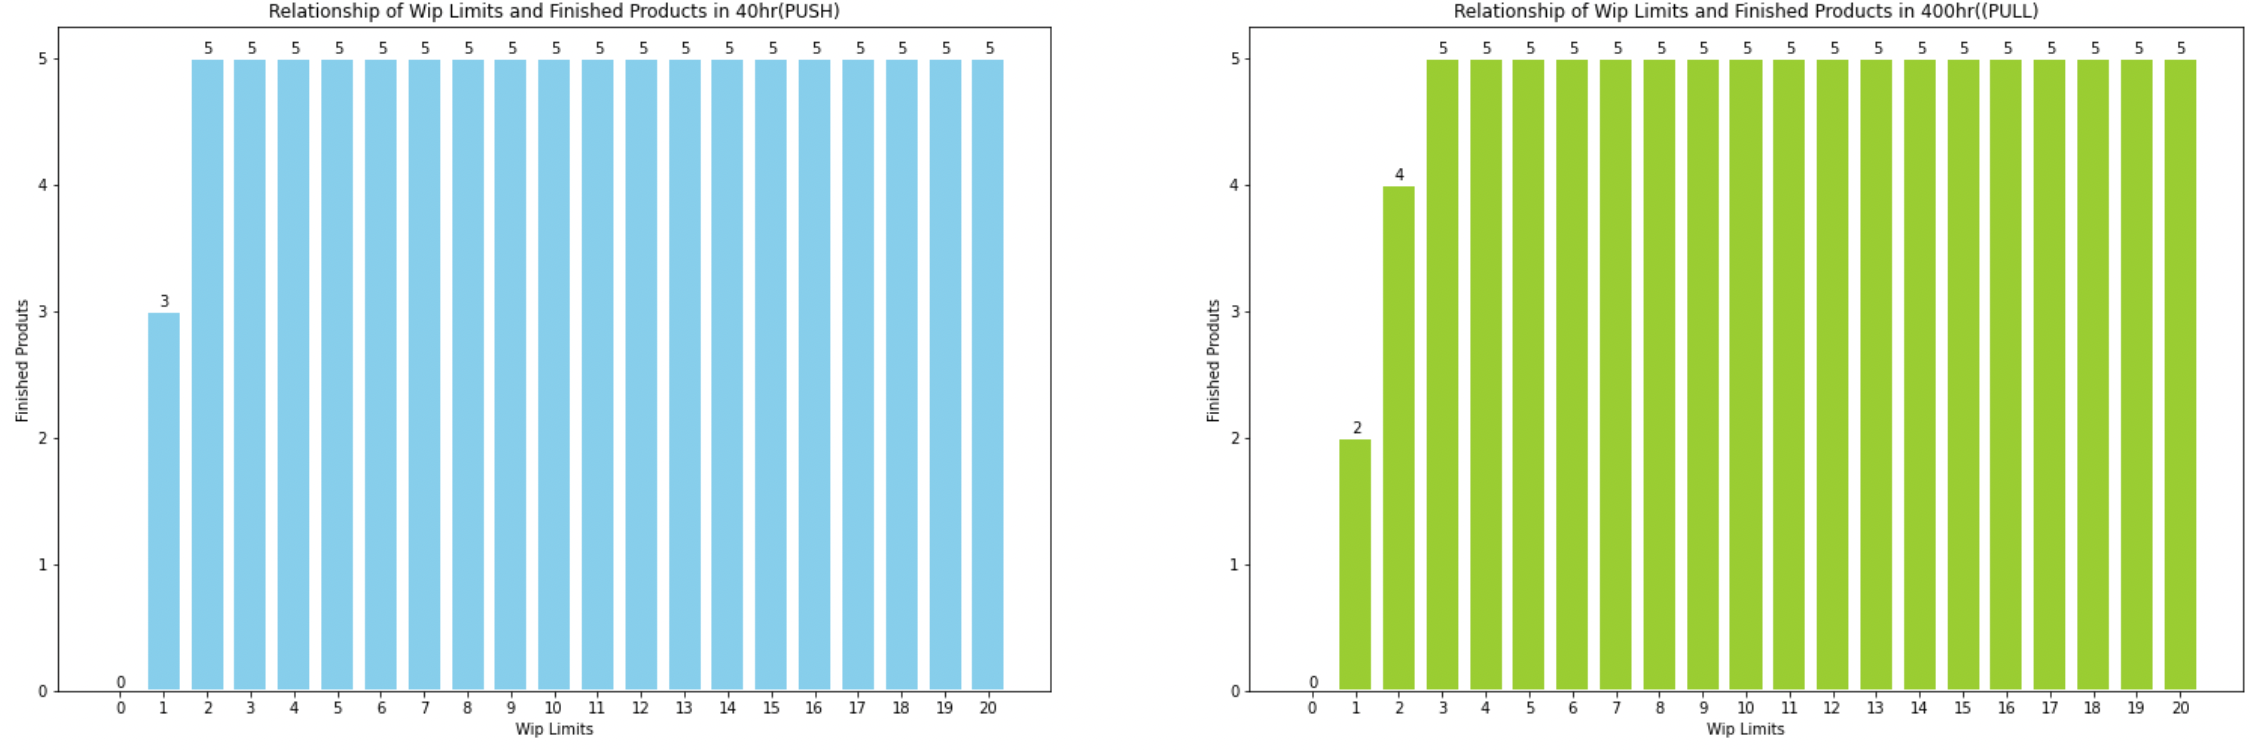 Relationship of Wip Limits and Finished Products in 40hr(PUSH)
5 5 5 5 5 5 5 5 5 5 5 5 5 5 5 5 5 5 5
5
4
3
3
2
1
0
0
Finished Produts
0 1 2 3 4 5 6 7 8 9 10 11 12 13 14 15 16 17 18 19 20
Wip Limits
Relationship of Wip Limits and Finished Products in 400hr((PULL)
5 5 5 5 5 5 5 5 5 5 5 5 5 5 5 5 5 5
5
4
4
3
2
2
1
0
0
Finished Produts
0 1 2 3 4 5 6 7 8 9 10 11 12 13 14 15 16 17 18 19 20
Wip Limits